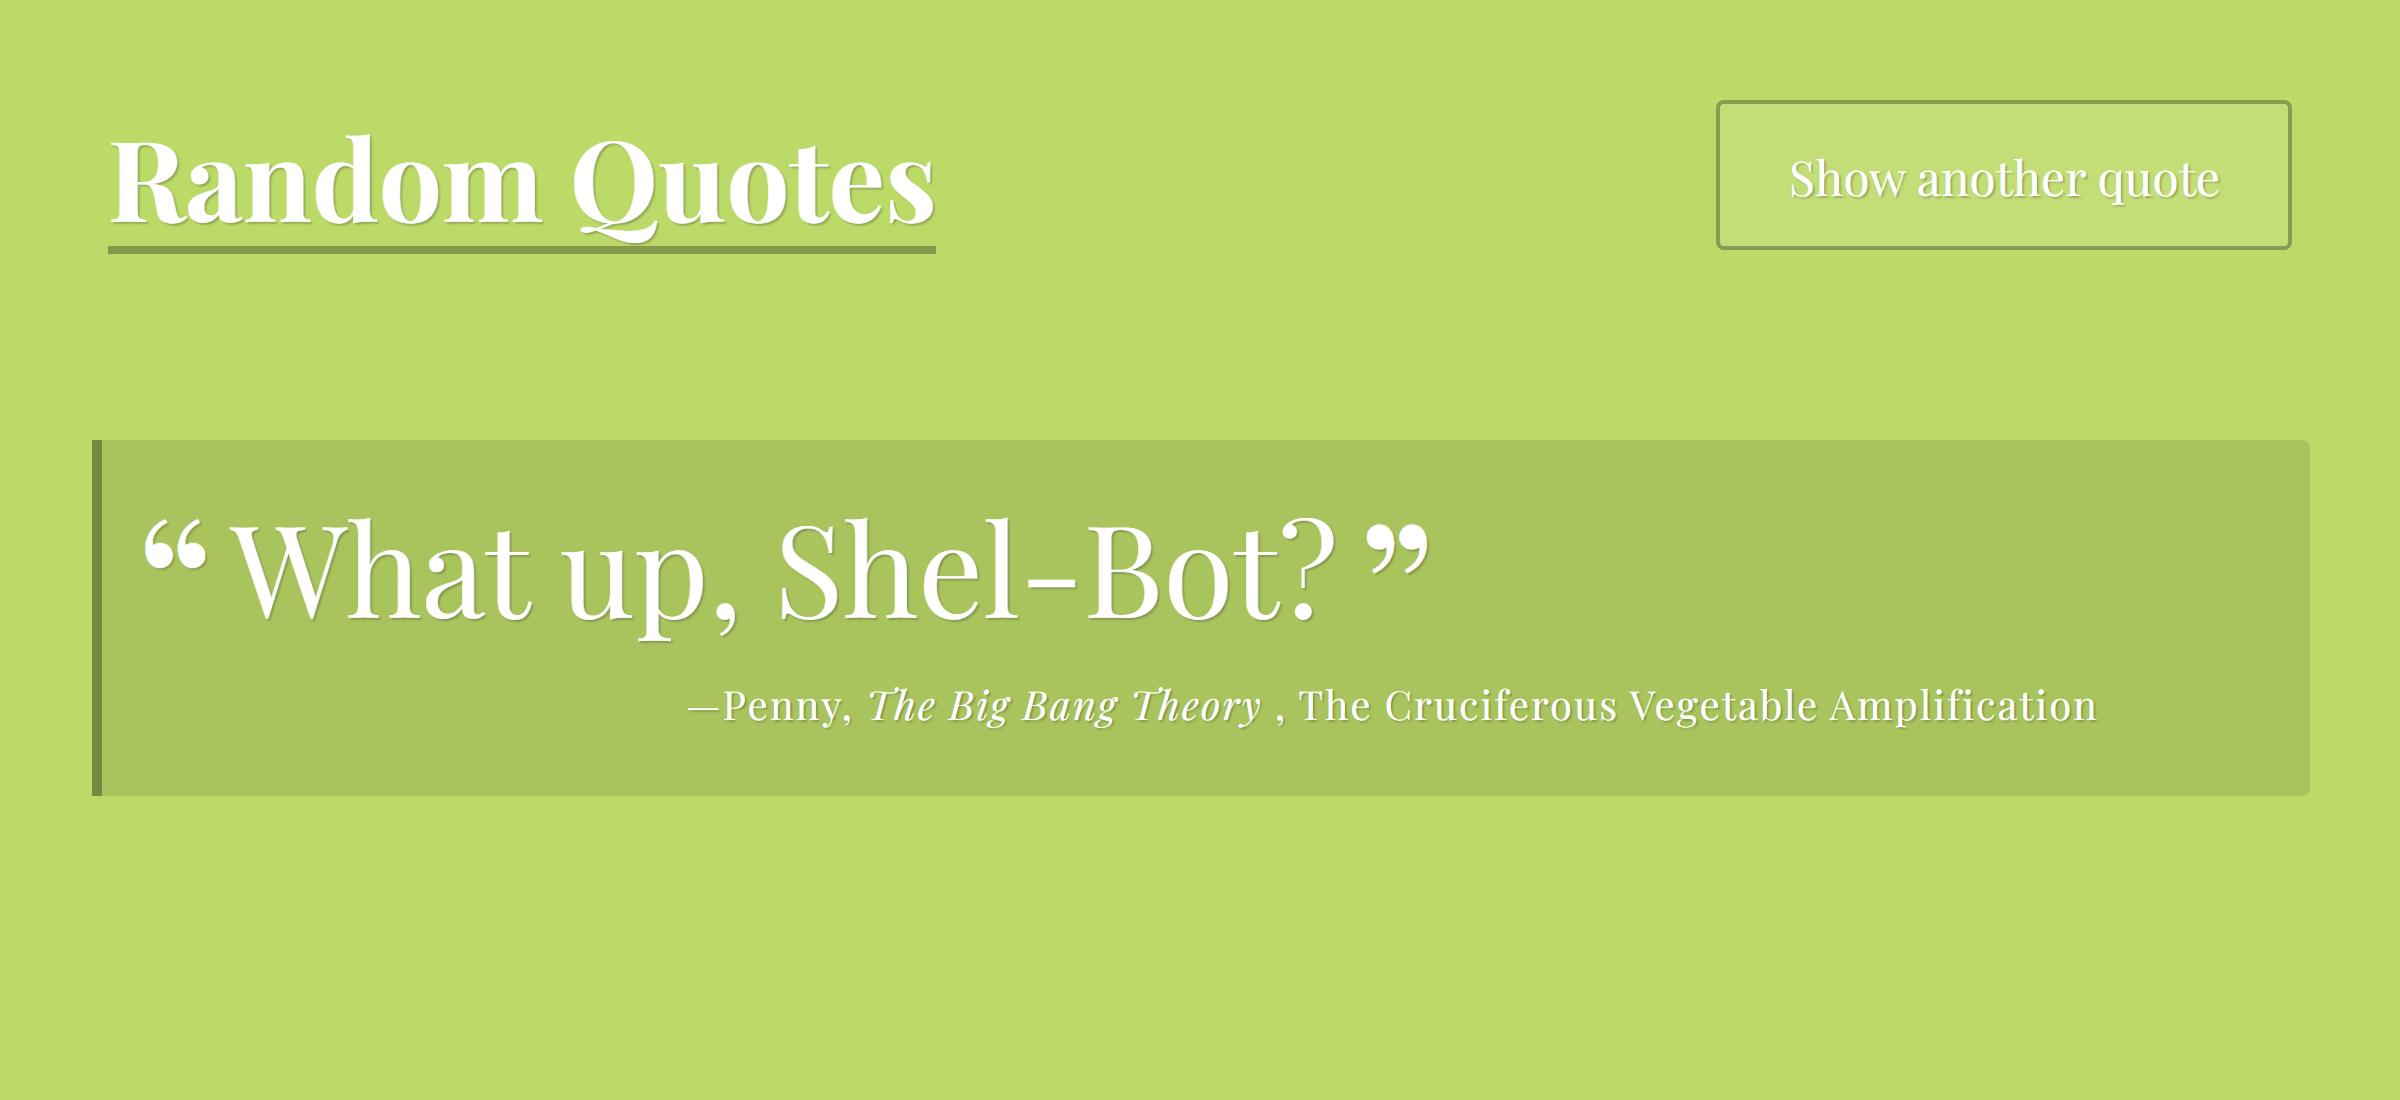 Random Quotes
Show another quote
“ What up, Shel-Bot? ”
—Penny, The Big Bang Theory , The Cruciferous Vegetable Amplification